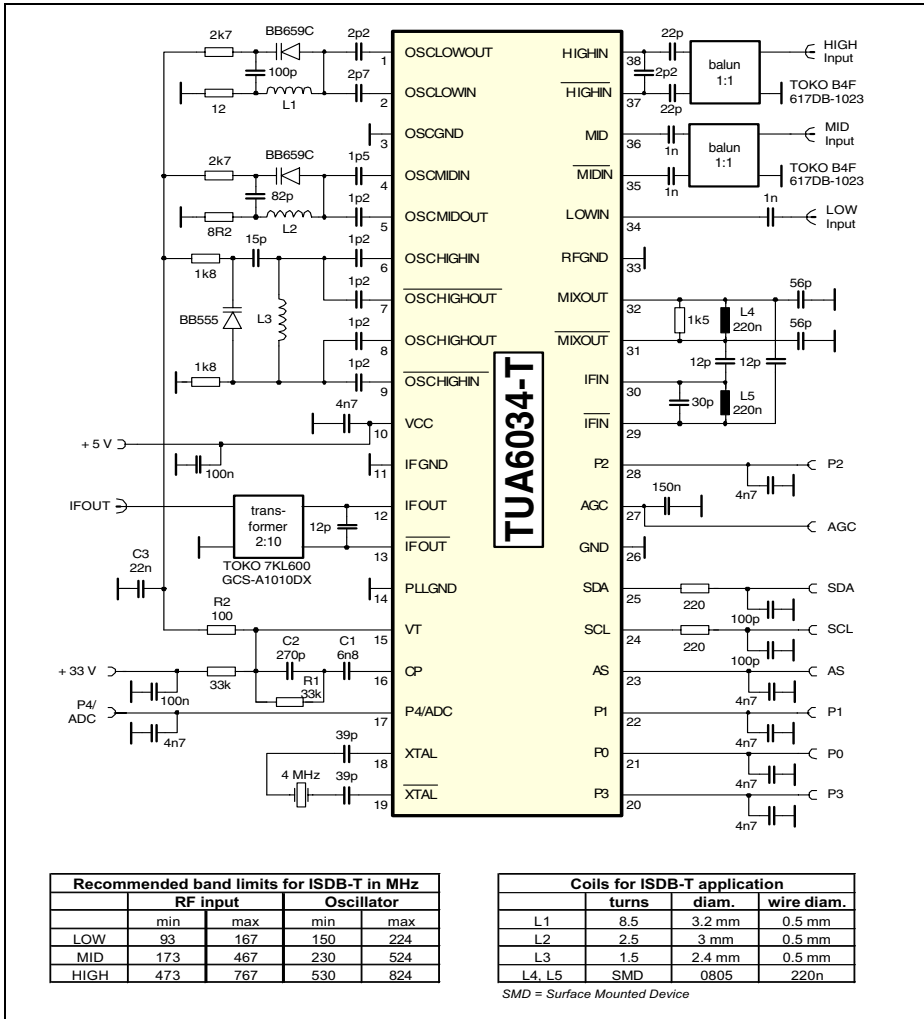 2k7
BB659C
2p2
1
OSCLOWOUT
100p
2p7
12
L1
2
OSCLOWIN
3
OSCGND
2k7
BB659C
1p5
4
OSCMIDIN
82p
1p2
8R2
L2
5
OSCMIDOUT
15p
1p2
1k8
6
OSCHIGHIN
1p2
7
OSCHIGHOUT
BB555
L3
1p2
8
OSCHIGHOUT
1k8
1p2
9
OSCHIGHIN
4n7
10
VCC
+ 5 V
100n
11
IFGND
IFOUT
trans-
former
2:10
12p
12
IFOUT
13
IFOUT
TOKO 7KL600
GCS-A1010DX
C3
22n
14
PLLGND
R2
100
15
VT
C2
270p
C1
6n8
+ 33 V
33k
R1
33k
16
CP
100n
P4/
ADC
17
P4/ADC
4n7
39p
18
XTAL
4 MHz
39p
19
XTAL
TUA6034-T
HIGHIN
38
22p
2p2
balun
1:1
HIGH
Input
HIGHIN
37
22p
TOKO B4F
617DB-1023
MID
36
1n
balun
1:1
MID
Input
MIDIN
35
1n
TOKO B4F
617DB-1023
LOWIN
34
1n
LOW
Input
RFGND
33
MIXOUT
32
56p
1k5
L4
220n
MIXOUT
31
56p
12p
12p
IFIN
30
30p
L5
220n
IFIN
29
P2
28
4n7
P2
AGC
27
150n
AGC
GND
26
SDA
25
220
100p
SDA
SCL
24
220
100p
SCL
AS
23
4n7
AS
P1
22
4n7
P1
P0
21
4n7
P0
P3
20
4n7
P3
Recommended band limits for ISDB-T in MHz
RF input Oscillator
min max min max
LOW 93 167 150 224
MID 173 467 230 524
HIGH 473 767 530 824
Coils for ISDB-T application
turns diam. wire diam.
L1 8.5 3.2 mm 0.5 mm
L2 2.5 3 mm 0.5 mm
L3 1.5 2.4 mm 0.5 mm
L4, L5 SMD 0805 220n
SMD = Surface Mounted Device